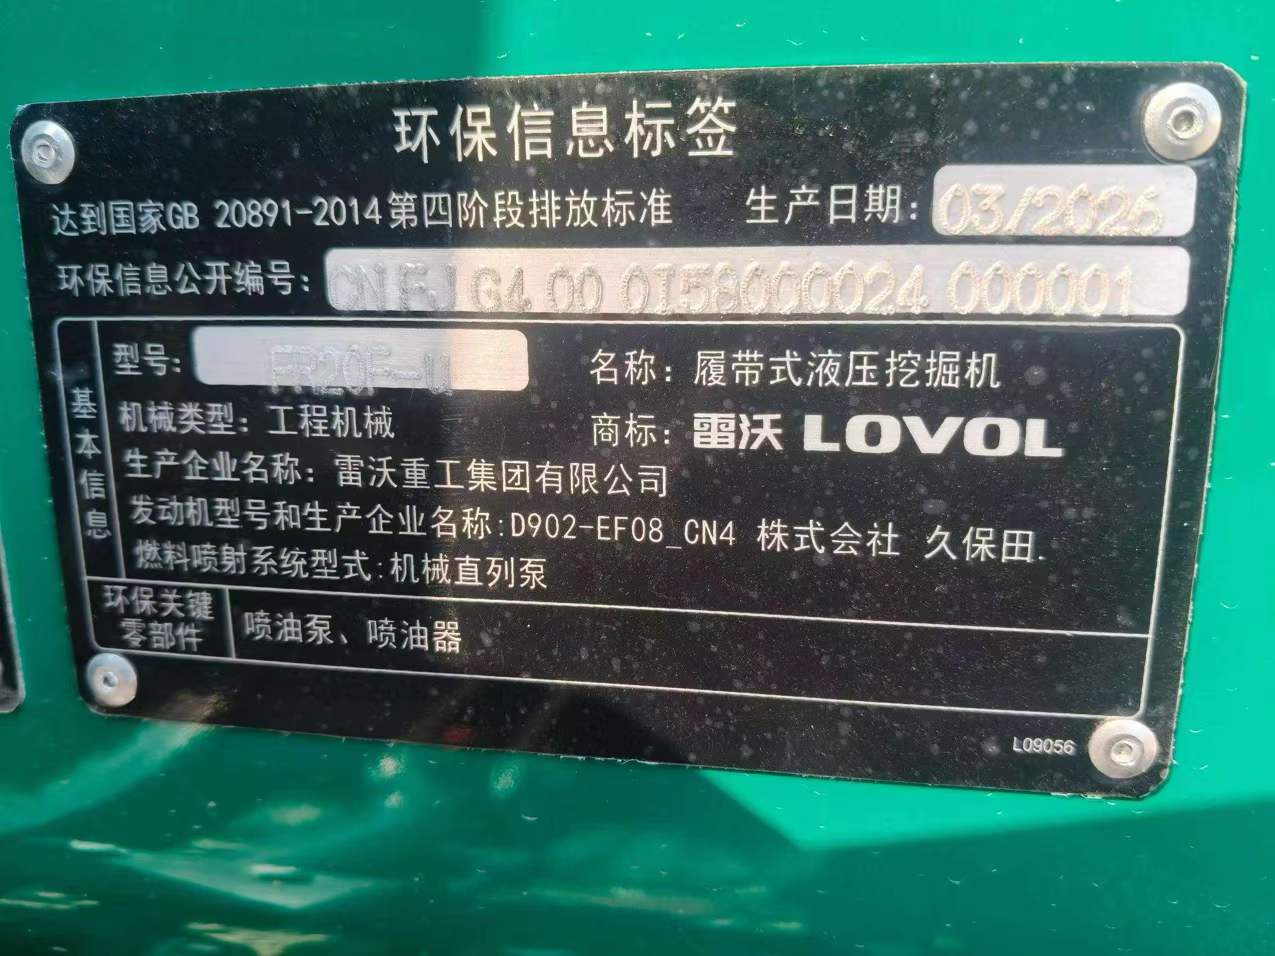 环保信息标签
达到国家GB 20891-2014第四阶段排放标准 生产日期: 03/2026
环保信息公开编号: CN FJ G4 00 0I58000024 000001
型号: FR20F-u 名称: 履带式液压挖掘机
机械类型: 工程机械 商标: 雷沃 LOVOL
生产企业名称: 雷沃重工集团有限公司
发动机型号和生产企业名称:D902-EF08_CN4 株式会社 久保田.
燃料喷射系统型式:机械直列泵
基本信息
环保关键零部件 喷油泵、喷油器
L09056